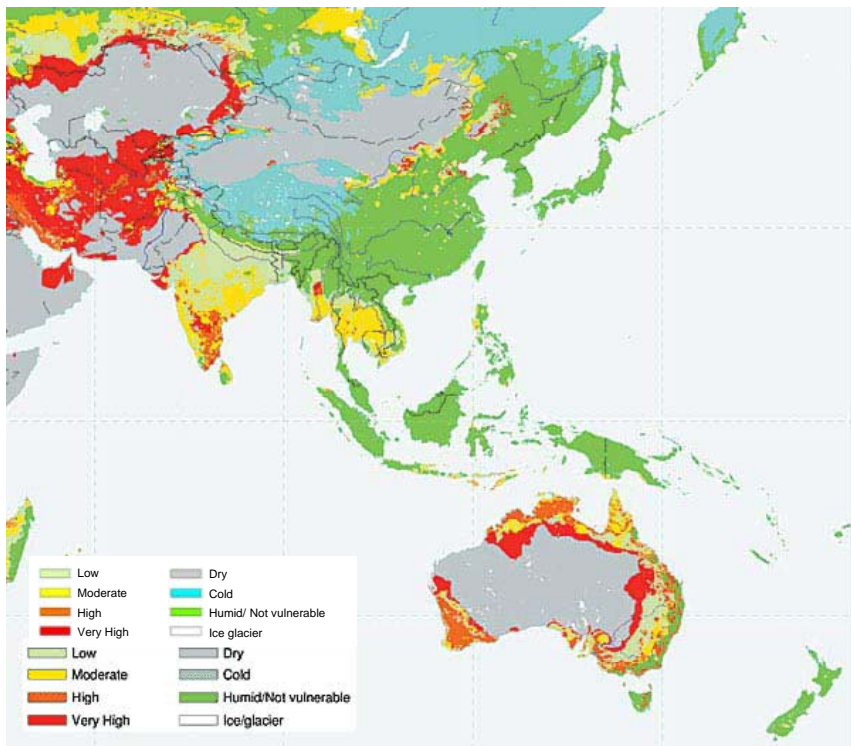 Low Dry
Moderate Cold
High Humid/ Not vulnerable
Very High Ice glacier
Low Dry
Moderate Cold
High Humid/Not vulnerable
Very High Ice/glacier